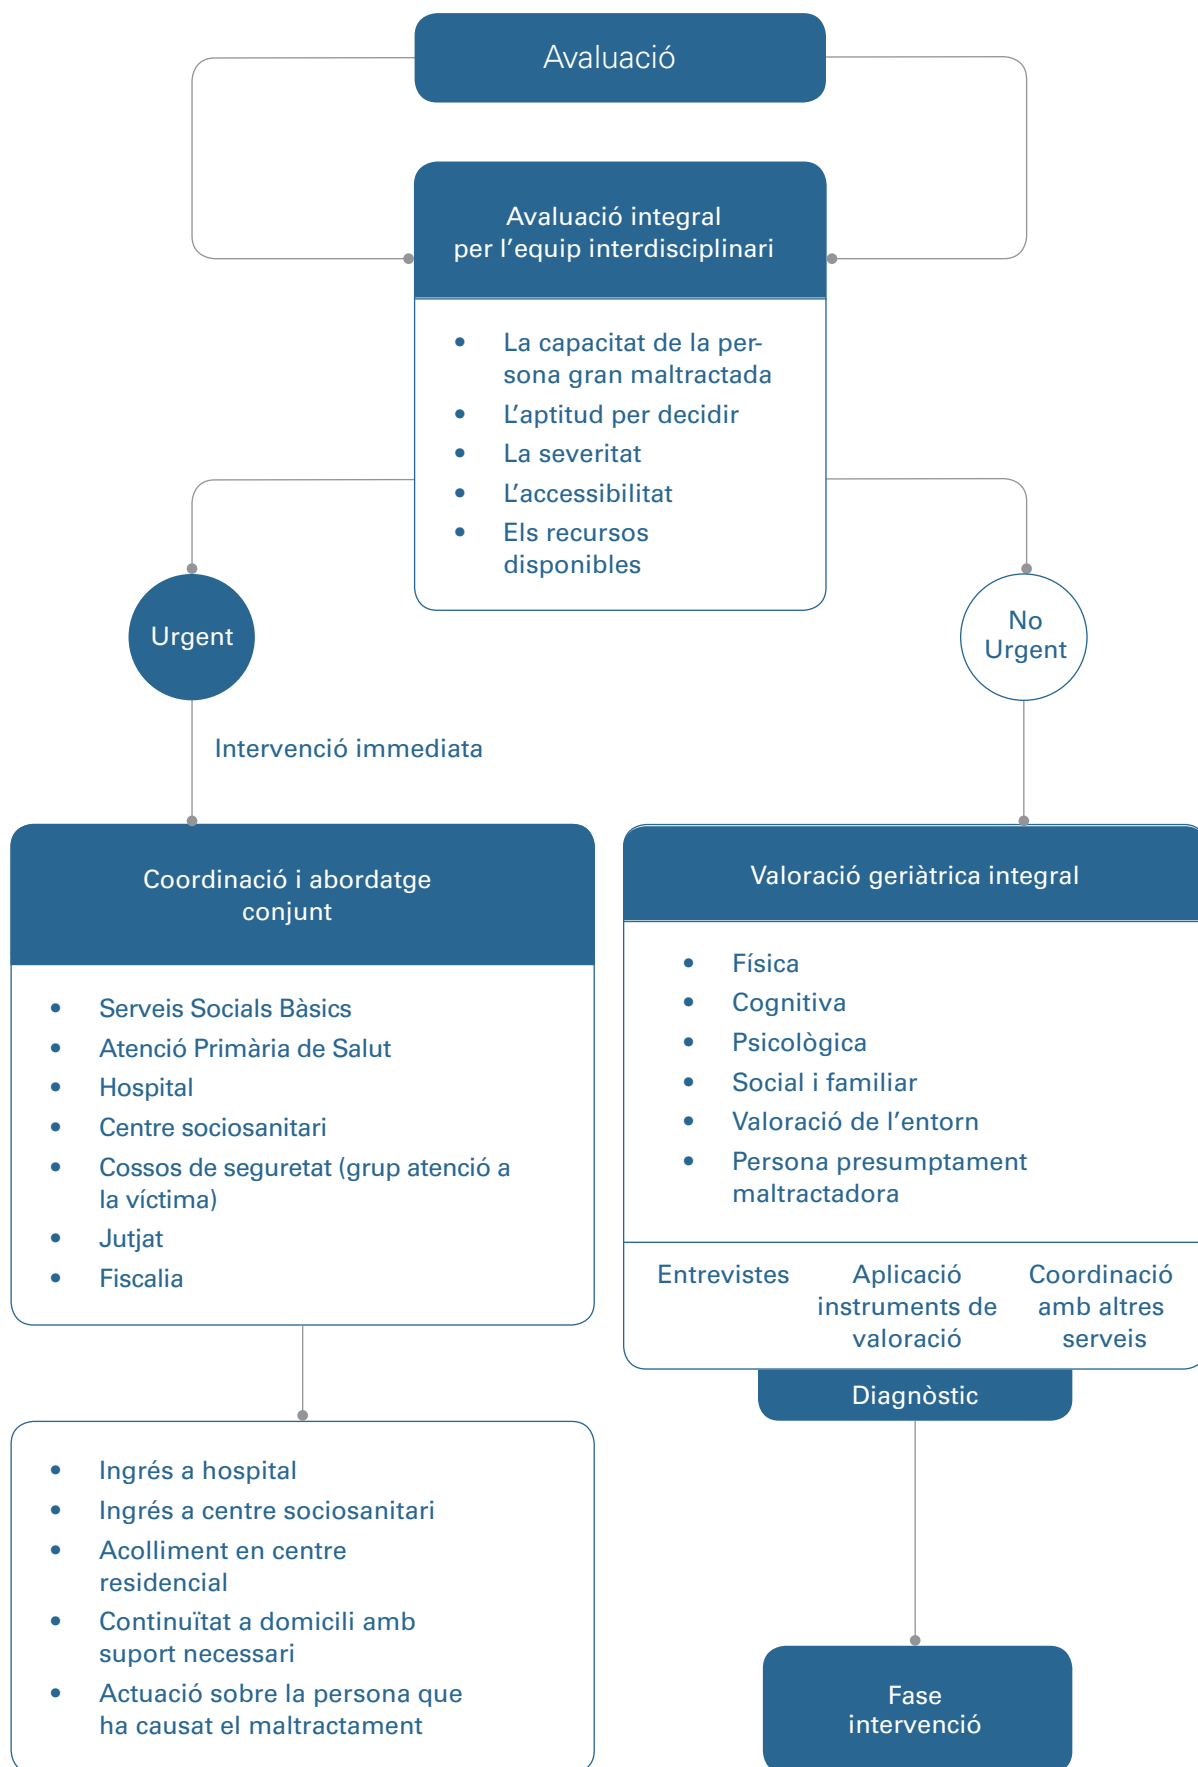 Avaluació
Avaluació integral
per l’equip interdisciplinari
• La capacitat de la per-
sona gran maltractada
• L’aptitud per decidir
• La severitat
• L’accessibilitat
• Els recursos
disponibles
Urgent
No
Urgent
Intervenció immediata
Coordinació i abordatge
conjunt
• Serveis Socials Bàsics
• Atenció Primària de Salut
• Hospital
• Centre sociosanitari
• Cossos de seguretat (grup atenció a
la víctima)
• Jutjat
• Fiscalia
• Ingrés a hospital
• Ingrés a centre sociosanitari
• Acolliment en centre
residencial
• Continuïtat a domicili amb
suport necessari
• Actuació sobre la persona que
ha causat el maltractament
Valoració geriàtrica integral
• Física
• Cognitiva
• Psicològica
• Social i familiar
• Valoració de l’entorn
• Persona presumptament
maltractadora
Entrevistes
Aplicació
instruments de
valoració
Coordinació
amb altres
serveis
Diagnòstic
Fase
intervenció